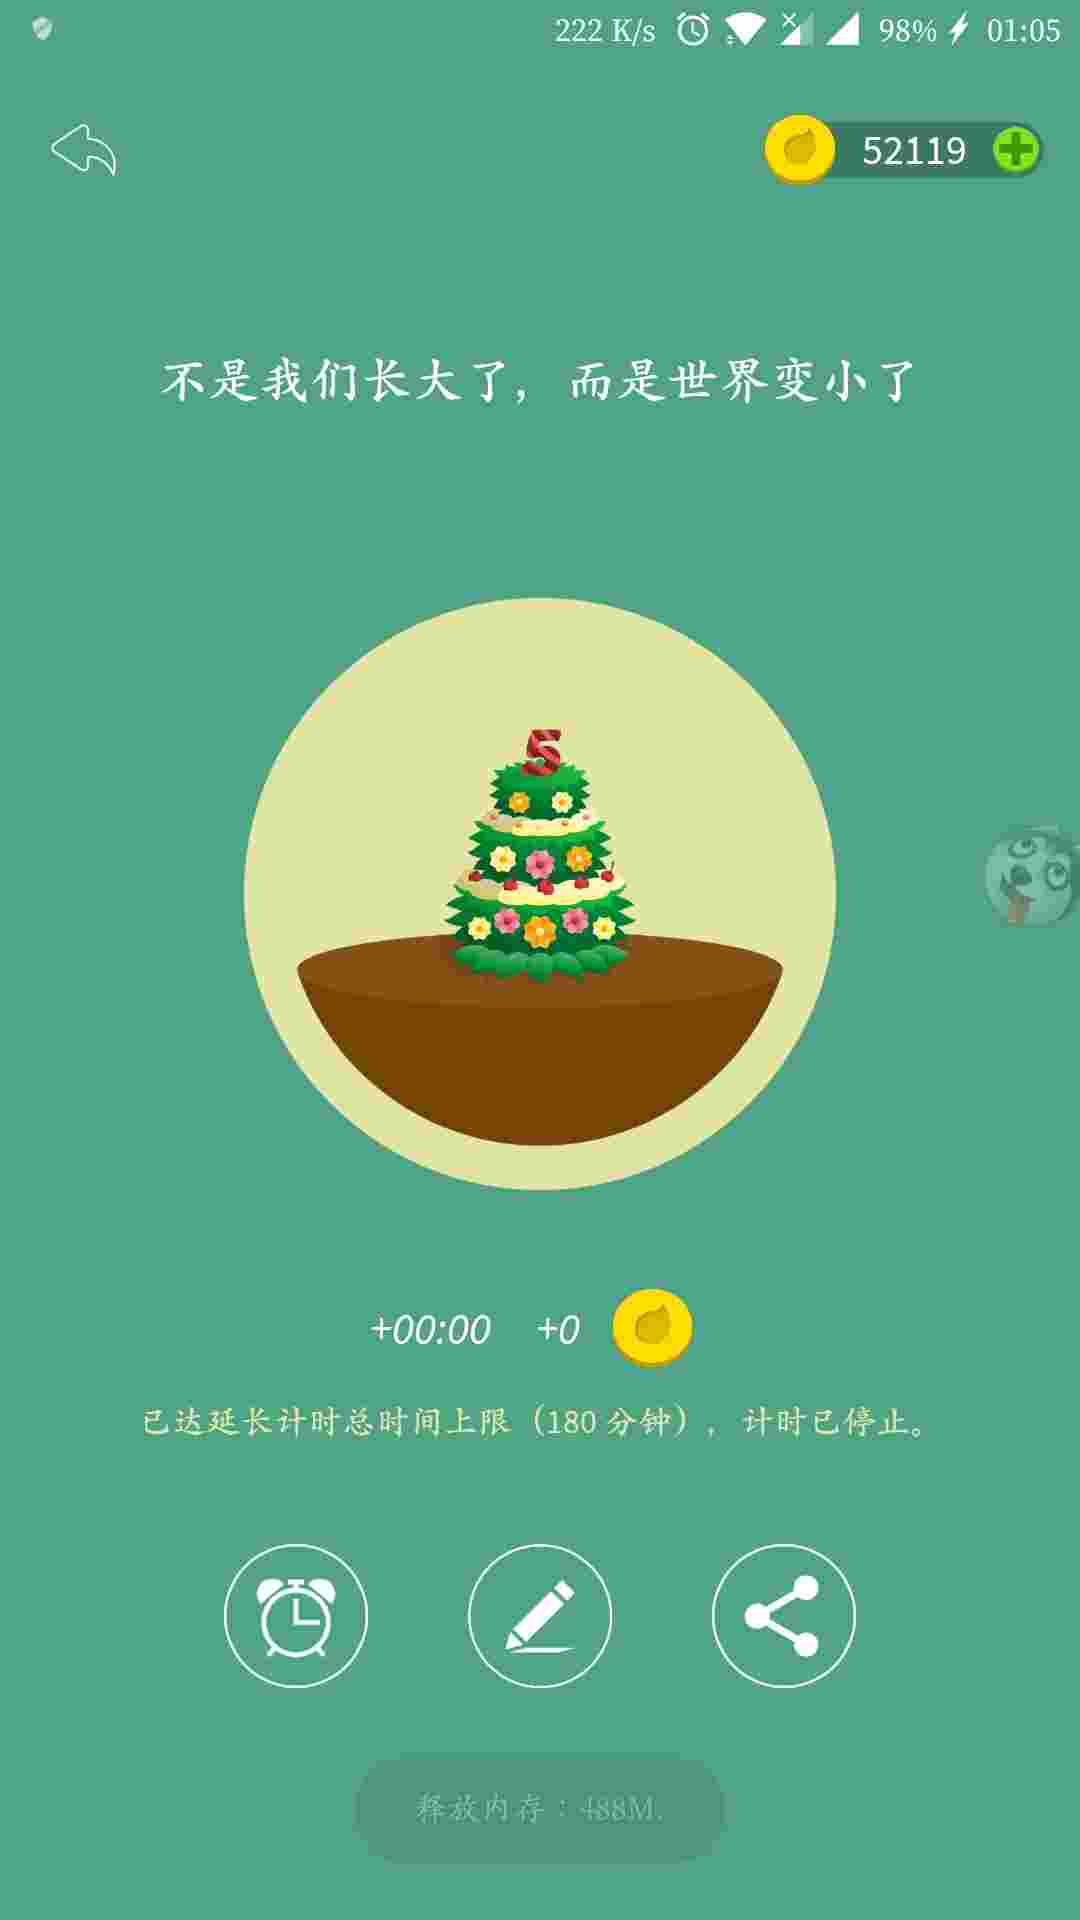 222 K/s 98% 01:05
52119
不是我们长大了，而是世界变小了
5
+00:00 +0
已达延长计时总时间上限（180 分钟），计时已停止。
释放内存：488M.